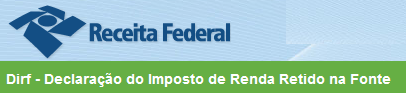 Receita Federal
Dirf - Declaração do Imposto de Renda Retido na Fonte